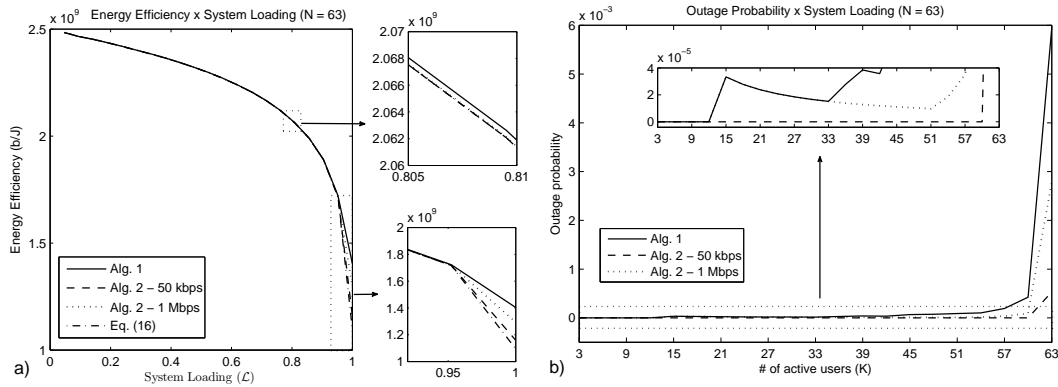 Energy Efficiency x System Loading (N = 63)
x 10^9
2.5
2
1.5
1
Energy Efficiency (b/J)
0 0.2 0.4 0.6 0.8 1
System Loading (ℒ)
Alg. 1
Alg. 2 − 50 kbps
Alg. 2 − 1 Mbps
Eq. (16)
a)
x 10^9
2.07
2.068
2.066
2.064
2.062
2.06
0.805 0.81
x 10^9
2
1.8
1.6
1.4
1.2
1
0.95 1
Outage Probability x System Loading (N = 63)
x 10^−3
6
5
4
3
2
1
0
Outage probability
3 9 15 21 27 33 39 45 51 57 63
# of active users (K)
x 10^−5
4
2
0
3 9 15 21 27 33 39 45 51 57 63
Alg. 1
Alg. 2 − 50 kbps
Alg. 2 − 1 Mbps
b)